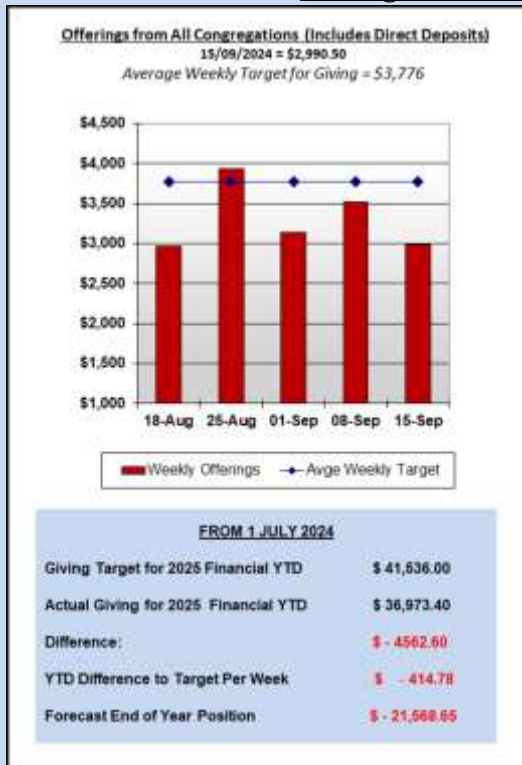 Offerings from All Congregations (Includes Direct Deposits)
15/09/2024 = $2,990.50
Average Weekly Target for Giving = $3,776
$4,500
$4,000
$3,500
$3,000
$2,500
$2,000
$1,500
$1,000
18-Aug 25-Aug 01-Sep 08-Sep 15-Sep
Weekly Offerings Avge Weekly Target
FROM 1 JULY 2024
Giving Target for 2025 Financial YTD $ 41,536.00
Actual Giving for 2025 Financial YTD $ 36,973.40
Difference: $ - 4562.60
YTD Difference to Target Per Week $ - 414.78
Forecast End of Year Position $ - 21,568.65